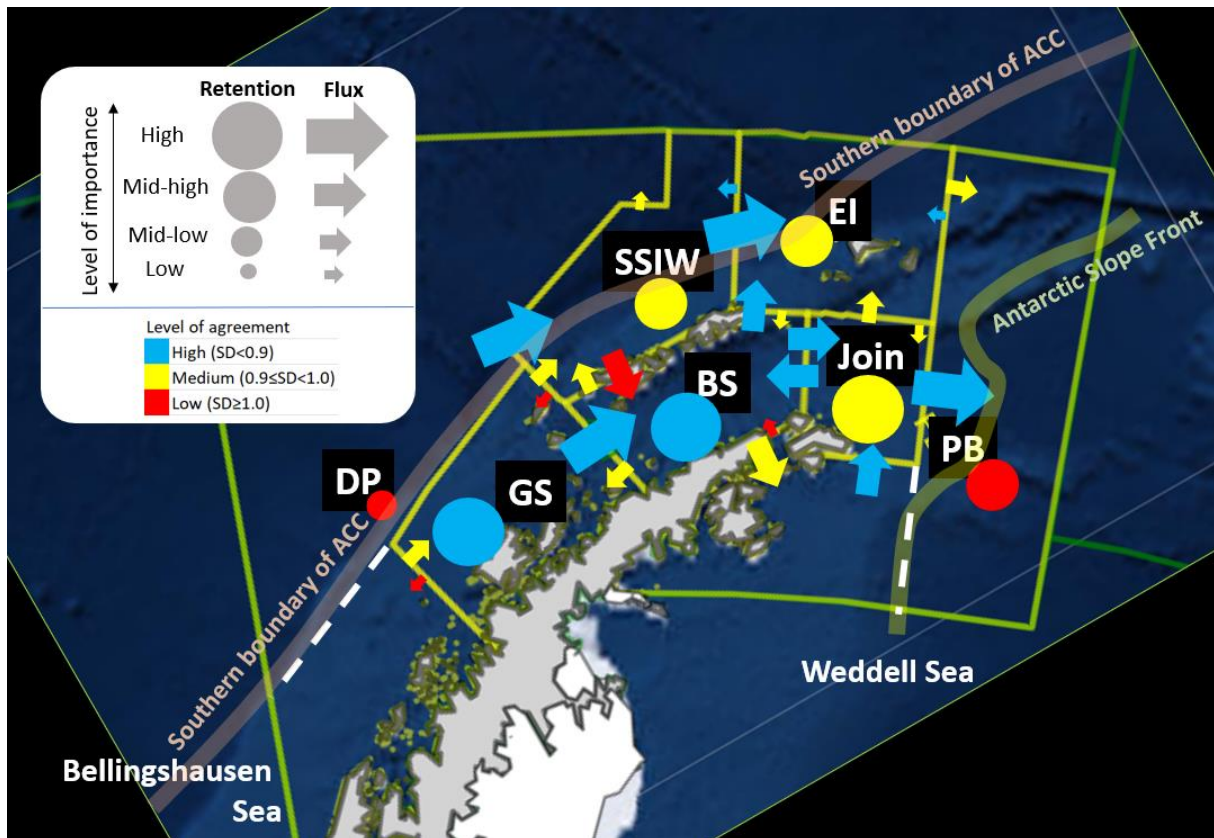 Retention Flux
Level of importance
High
Mid-high
Mid-low
Low
Level of agreement
High (SD<0.9)
Medium (0.9≤SD<1.0)
Low (SD≥1.0)
Southern boundary of ACC
EI
SSIW
Antarctic Slope Front
Join
BS
PB
DP
GS
Southern boundary of ACC
Weddell Sea
Bellingshausen
Sea